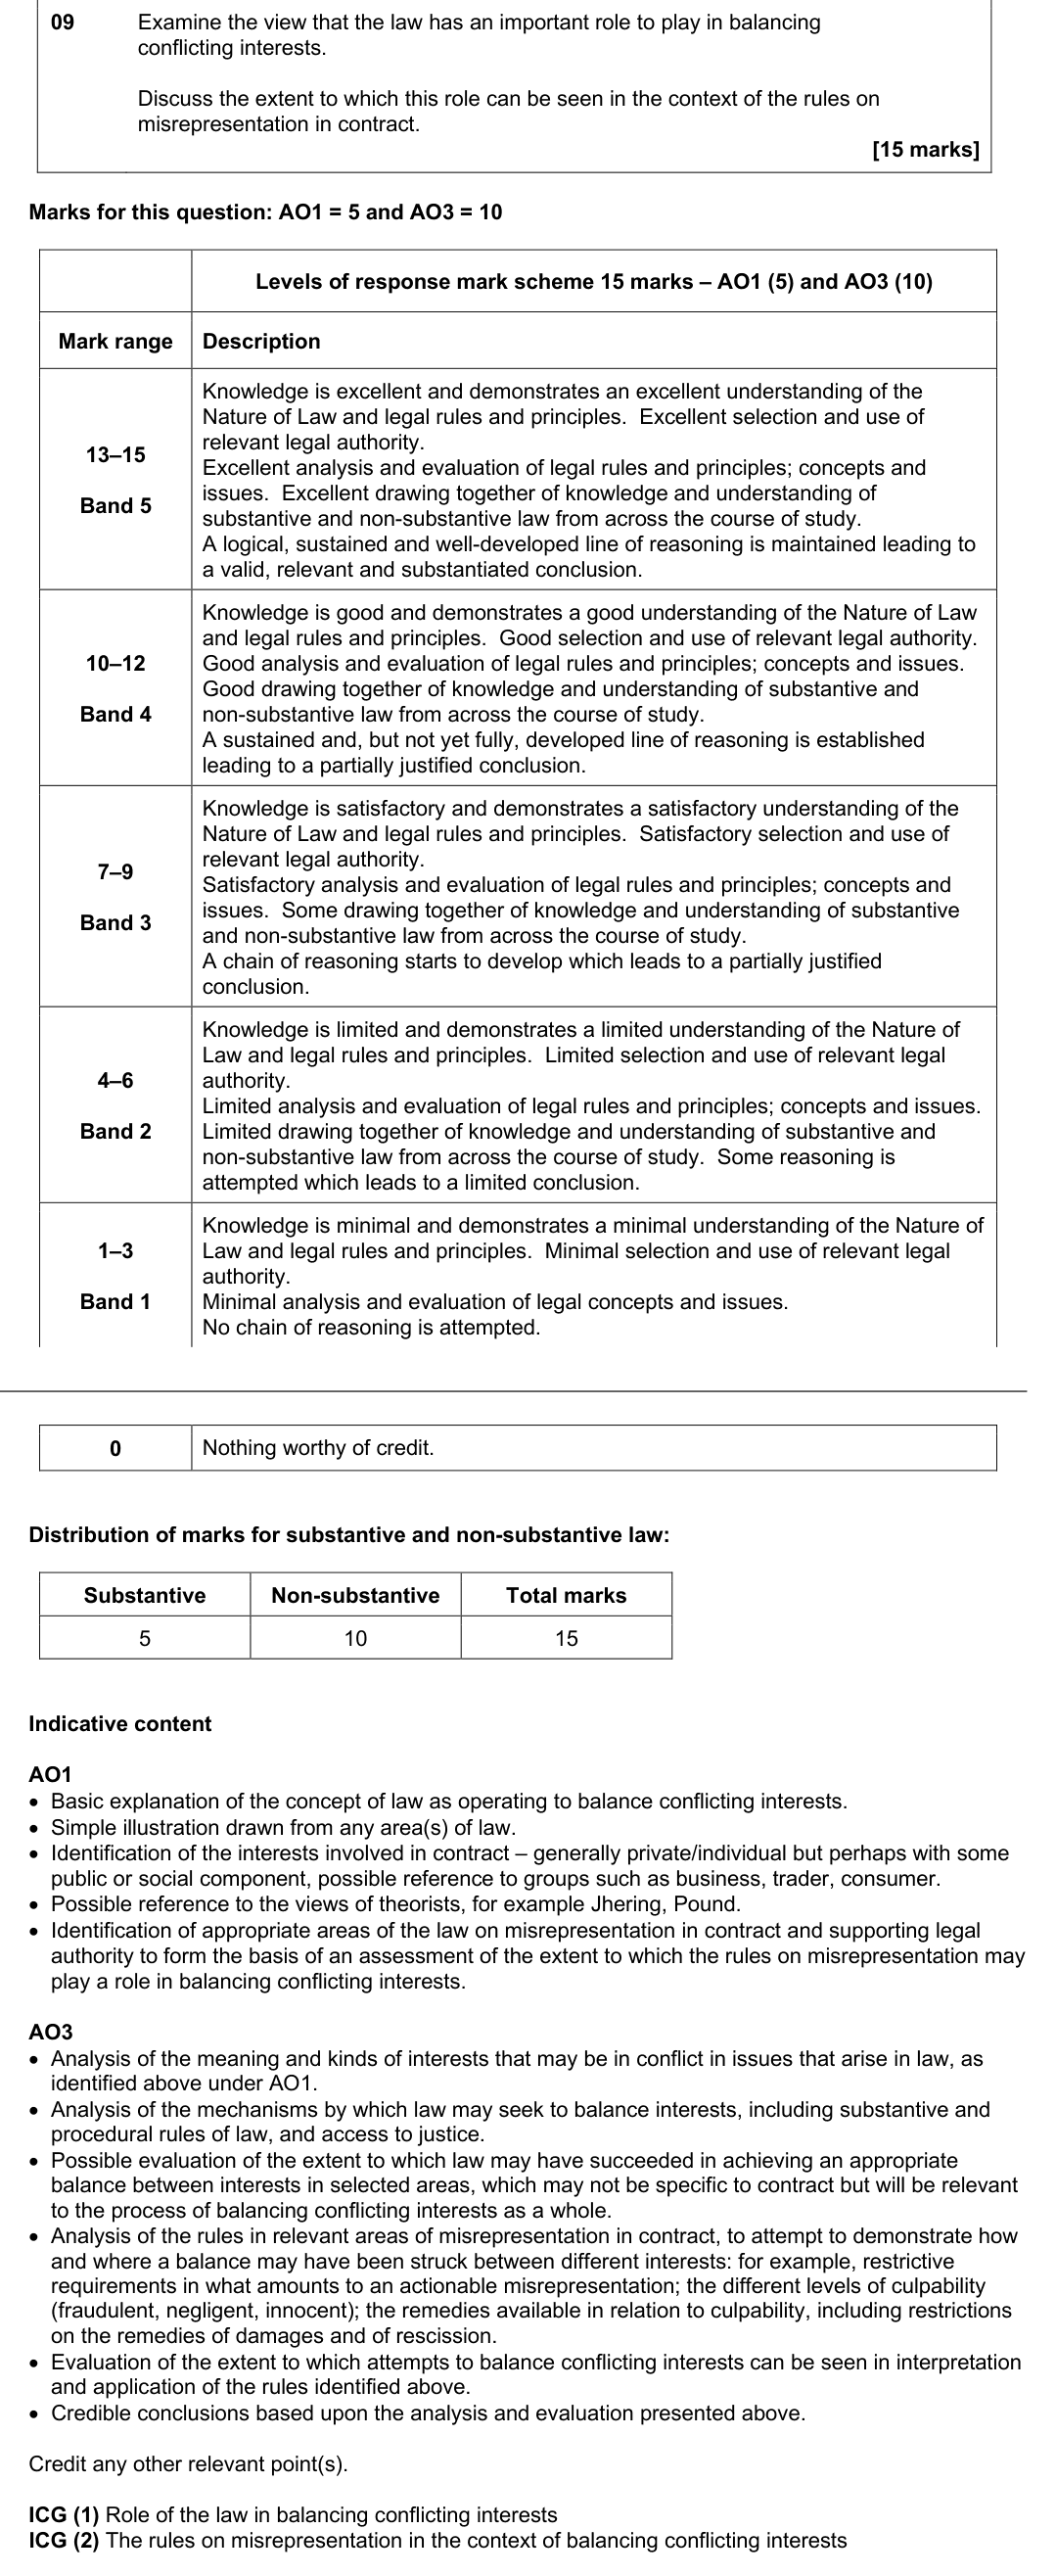 09 Examine the view that the law has an important role to play in balancing
conflicting interests.
Discuss the extent to which this role can be seen in the context of the rules on
misrepresentation in contract.
[15 marks]
Marks for this question: AO1 = 5 and AO3 = 10
Levels of response mark scheme 15 marks – AO1 (5) and AO3 (10)
Mark range Description
13–15
Band 5
Knowledge is excellent and demonstrates an excellent understanding of the
Nature of Law and legal rules and principles. Excellent selection and use of
relevant legal authority.
Excellent analysis and evaluation of legal rules and principles; concepts and
issues. Excellent drawing together of knowledge and understanding of
substantive and non-substantive law from across the course of study.
A logical, sustained and well-developed line of reasoning is maintained leading to
a valid, relevant and substantiated conclusion.
10–12
Band 4
Knowledge is good and demonstrates a good understanding of the Nature of Law
and legal rules and principles. Good selection and use of relevant legal authority.
Good analysis and evaluation of legal rules and principles; concepts and issues.
Good drawing together of knowledge and understanding of substantive and
non-substantive law from across the course of study.
A sustained and, but not yet fully, developed line of reasoning is established
leading to a partially justified conclusion.
7–9
Band 3
Knowledge is satisfactory and demonstrates a satisfactory understanding of the
Nature of Law and legal rules and principles. Satisfactory selection and use of
relevant legal authority.
Satisfactory analysis and evaluation of legal rules and principles; concepts and
issues. Some drawing together of knowledge and understanding of substantive
and non-substantive law from across the course of study.
A chain of reasoning starts to develop which leads to a partially justified
conclusion.
4–6
Band 2
Knowledge is limited and demonstrates a limited understanding of the Nature of
Law and legal rules and principles. Limited selection and use of relevant legal
authority.
Limited analysis and evaluation of legal rules and principles; concepts and issues.
Limited drawing together of knowledge and understanding of substantive and
non-substantive law from across the course of study. Some reasoning is
attempted which leads to a limited conclusion.
1–3
Band 1
Knowledge is minimal and demonstrates a minimal understanding of the Nature of
Law and legal rules and principles. Minimal selection and use of relevant legal
authority.
Minimal analysis and evaluation of legal concepts and issues.
No chain of reasoning is attempted.
0 Nothing worthy of credit.
Distribution of marks for substantive and non-substantive law:
Substantive Non-substantive Total marks
5 10 15
Indicative content
AO1
• Basic explanation of the concept of law as operating to balance conflicting interests.
• Simple illustration drawn from any area(s) of law.
• Identification of the interests involved in contract – generally private/individual but perhaps with some
public or social component, possible reference to groups such as business, trader, consumer.
• Possible reference to the views of theorists, for example Jhering, Pound.
• Identification of appropriate areas of the law on misrepresentation in contract and supporting legal
authority to form the basis of an assessment of the extent to which the rules on misrepresentation may
play a role in balancing conflicting interests.
AO3
• Analysis of the meaning and kinds of interests that may be in conflict in issues that arise in law, as
identified above under AO1.
• Analysis of the mechanisms by which law may seek to balance interests, including substantive and
procedural rules of law, and access to justice.
• Possible evaluation of the extent to which law may have succeeded in achieving an appropriate
balance between interests in selected areas, which may not be specific to contract but will be relevant
to the process of balancing conflicting interests as a whole.
• Analysis of the rules in relevant areas of misrepresentation in contract, to attempt to demonstrate how
and where a balance may have been struck between different interests: for example, restrictive
requirements in what amounts to an actionable misrepresentation; the different levels of culpability
(fraudulent, negligent, innocent); the remedies available in relation to culpability, including restrictions
on the remedies of damages and of rescission.
• Evaluation of the extent to which attempts to balance conflicting interests can be seen in interpretation
and application of the rules identified above.
• Credible conclusions based upon the analysis and evaluation presented above.
Credit any other relevant point(s).
ICG (1) Role of the law in balancing conflicting interests
ICG (2) The rules on misrepresentation in the context of balancing conflicting interests